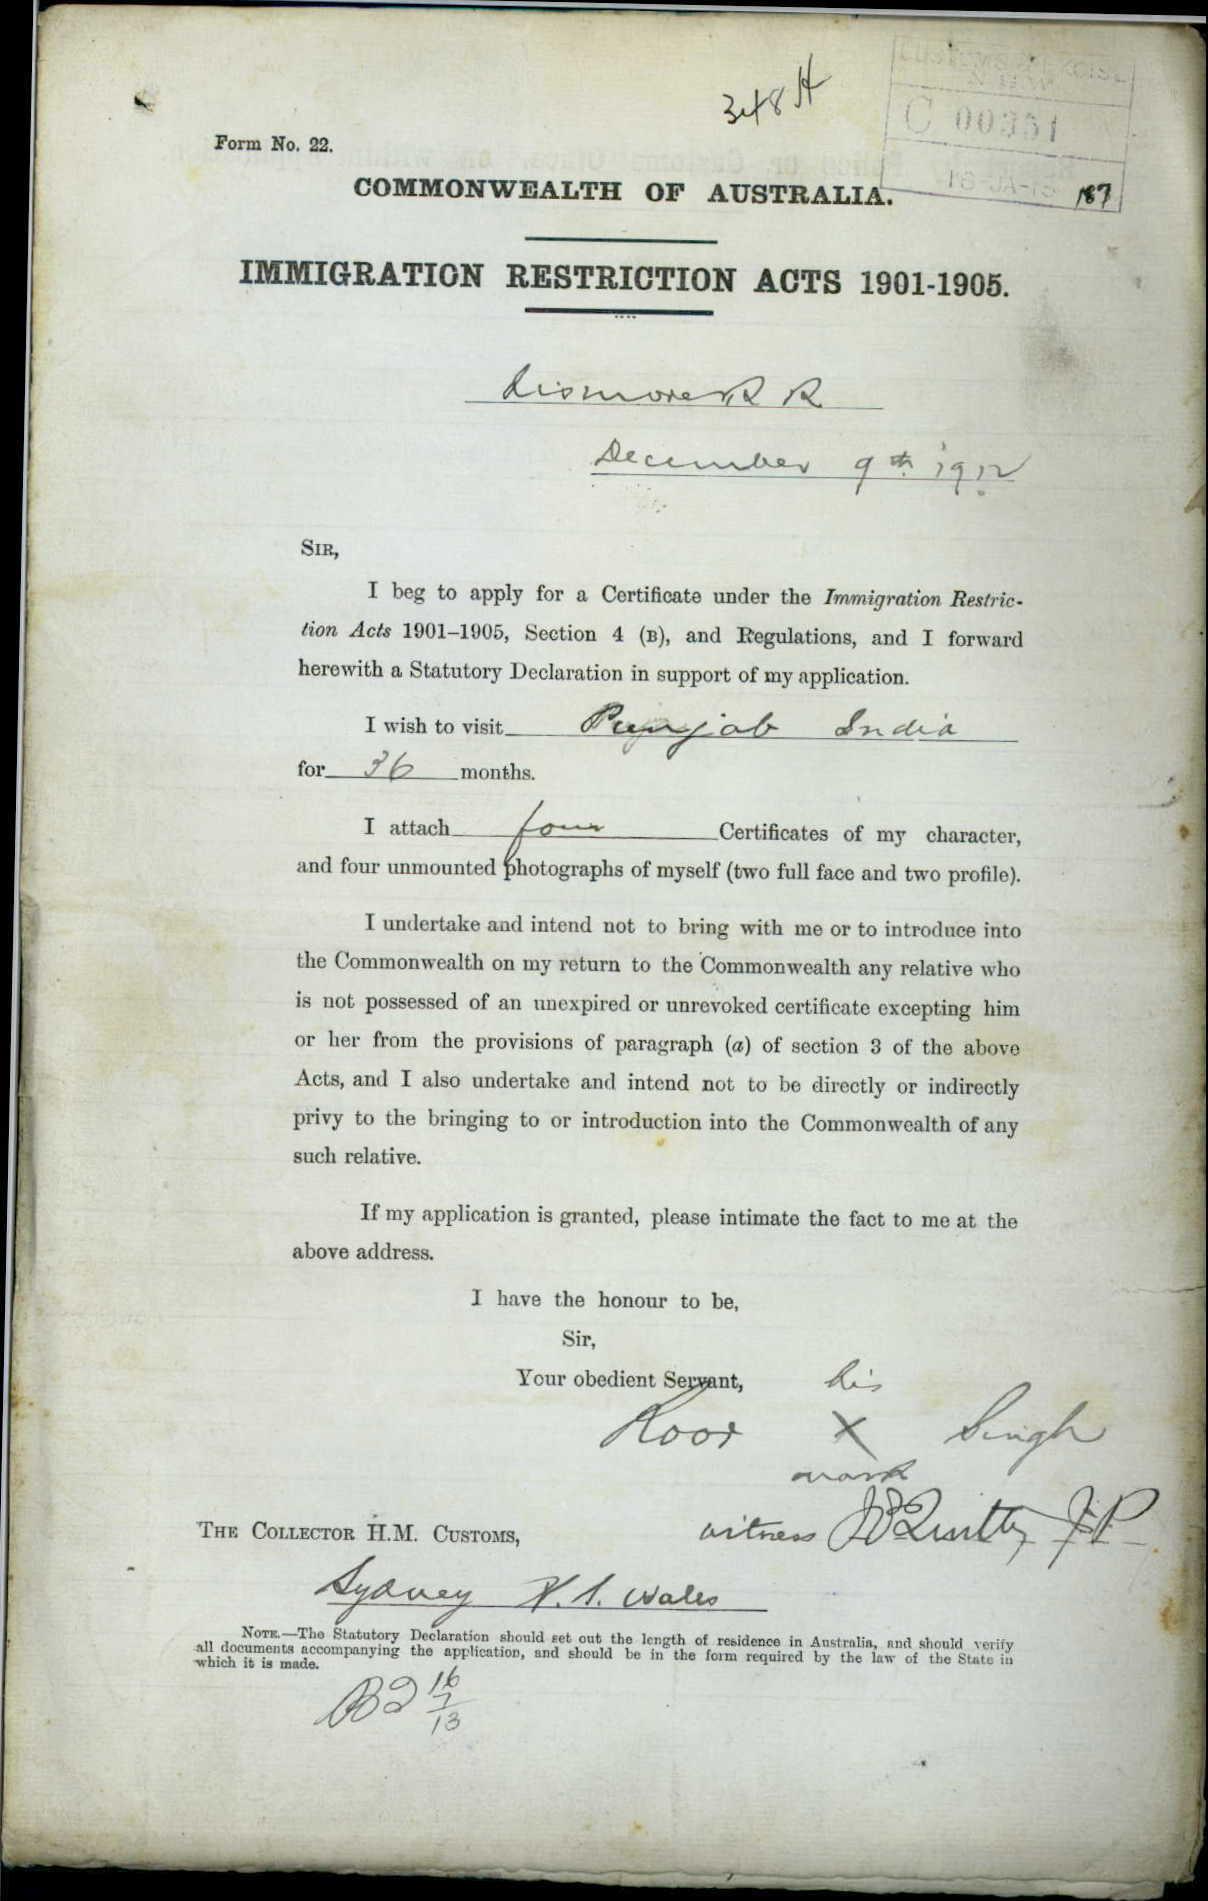 348 H
CUSTOMS & EXCISE
N.S.W.
C 00351
16-JA-13
187
Form No. 22.
COMMONWEALTH OF AUSTRALIA.
IMMIGRATION RESTRICTION ACTS 1901-1905.
Lismore R R
December 9th 1912
SIR,
I beg to apply for a Certificate under the Immigration Restric-
tion Acts 1901–1905, Section 4 (B), and Regulations, and I forward
herewith a Statutory Declaration in support of my application.
I wish to visit Punjab India
for 36 months.
I attach four Certificates of my character,
and four unmounted photographs of myself (two full face and two profile).
I undertake and intend not to bring with me or to introduce into
the Commonwealth on my return to the Commonwealth any relative who
is not possessed of an unexpired or unrevoked certificate excepting him
or her from the provisions of paragraph (a) of section 3 of the above
Acts, and I also undertake and intend not to be directly or indirectly
privy to the bringing to or introduction into the Commonwealth of any
such relative.
If my application is granted, please intimate the fact to me at the
above address.
I have the honour to be,
Sir,
Your obedient Servant,
his
Koor X Singh
mark
witness J.P.
THE COLLECTOR H.M. CUSTOMS,
Sydney N. S. Wales
NOTE.—The Statutory Declaration should set out the length of residence in Australia, and should verify
all documents accompanying the application, and should be in the form required by the law of the State in
which it is made.
16
1
13